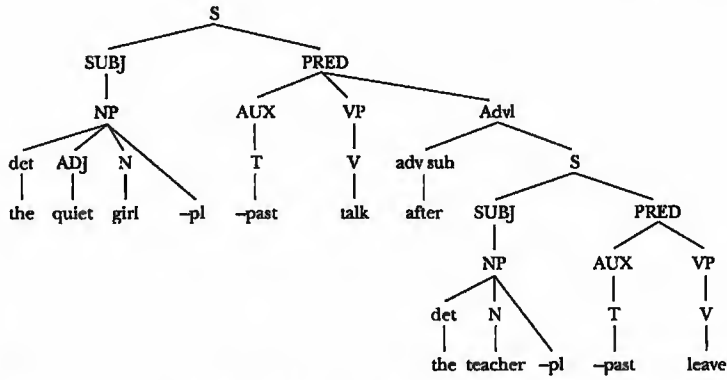 S
SUBJ PRED
NP AUX VP Advl
det ADJ N T V adv sub S
the quiet girl –pl –past talk after SUBJ PRED
NP AUX VP
det N T V
the teacher –pl –past leave